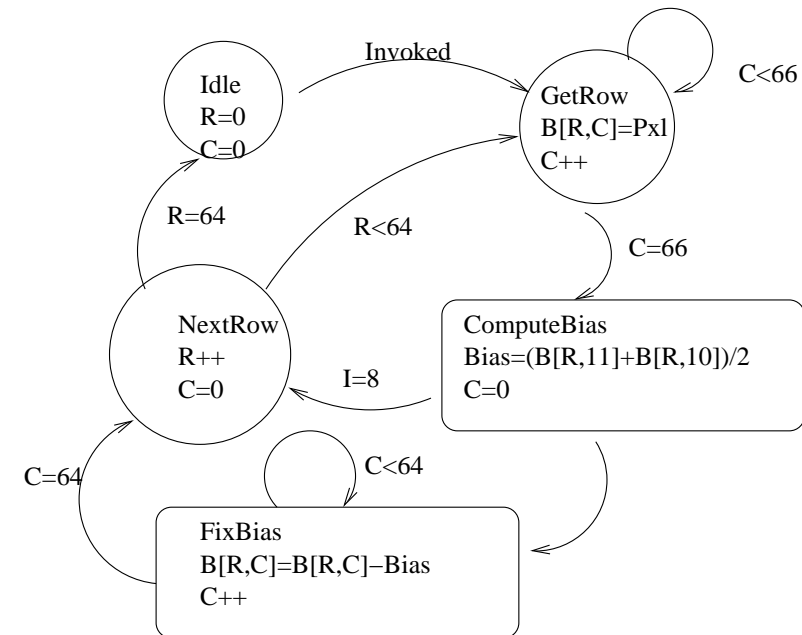 Invoked
Idle
R=0
C=0
GetRow
B[R,C]=Pxl
C++
C<66
R=64
R<64
C=66
NextRow
R++
C=0
ComputeBias
Bias=(B[R,11]+B[R,10])/2
C=0
I=8
C=64
C<64
FixBias
B[R,C]=B[R,C]−Bias
C++